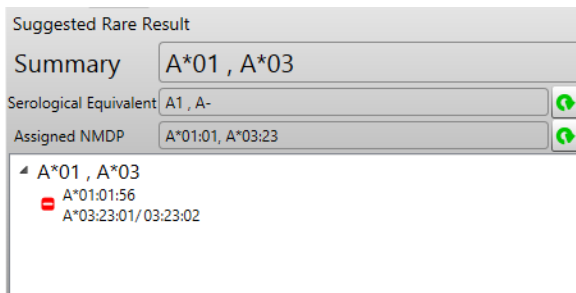 Suggested Rare Result
Summary A*01 , A*03
Serological Equivalent A1 , A-
Assigned NMDP A*01:01, A*03:23
A*01 , A*03
A*01:01:56
A*03:23:01/ 03:23:02